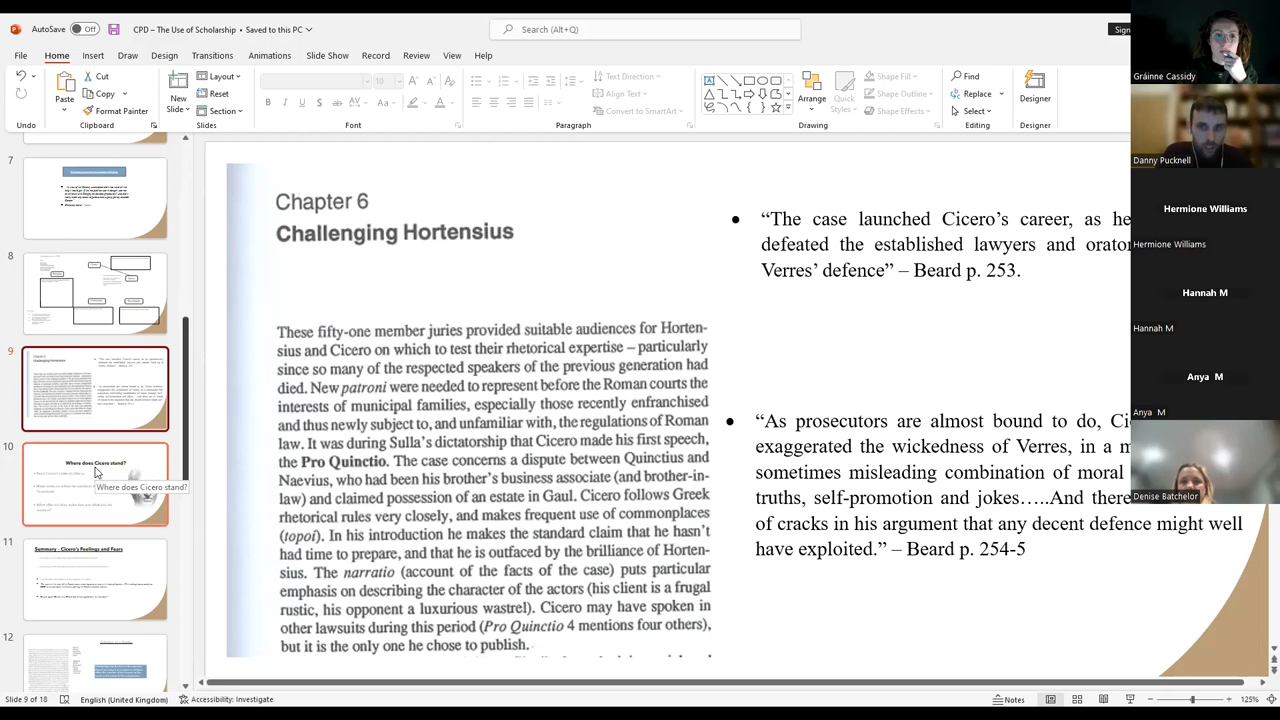 AutoSave Off CPD – The Use of Scholarship • Saved to this PC Search (Alt+Q) Sign
File Home Insert Draw Design Transitions Animations Slide Show Record Review View Help
Paste Cut Copy Format Painter New Slide Layout Reset Section
Text Direction Align Text Convert to SmartArt
Arrange Quick Styles Shape Fill Shape Outline Shape Effects Find Replace Select Designer
Undo Clipboard Slides Font Paragraph Drawing Editing Designer
7
8
9
10
Where does Cicero stand?
Where does Cicero stand?
11
Summary - Cicero's Feelings and Fears
12
Chapter 6
Challenging Hortensius
These fifty-one member juries provided suitable audiences for Horten-
sius and Cicero on which to test their rhetorical expertise – particularly
since so many of the respected speakers of the previous generation had
died. New patroni were needed to represent before the Roman courts the
interests of municipal families, especially those recently enfranchised
and thus newly subject to, and unfamiliar with, the regulations of Roman
law. It was during Sulla's dictatorship that Cicero made his first speech,
the Pro Quinctio. The case concerns a dispute between Quinctius and
Naevius, who had been his brother's business associate (and brother-in-
law) and claimed possession of an estate in Gaul. Cicero follows Greek
rhetorical rules very closely, and makes frequent use of commonplaces
(topoi). In his introduction he makes the standard claim that he hasn't
had time to prepare, and that he is outfaced by the brilliance of Horten-
sius. The narratio (account of the facts of the case) puts particular
emphasis on describing the character of the actors (his client is a frugal
rustic, his opponent a luxurious wastrel). Cicero may have spoken in
other lawsuits during this period (Pro Quinctio 4 mentions four others),
but it is the only one he chose to publish.
• “The case launched Cicero’s career, as he
defeated the established lawyers and orator
Verres’ defence” – Beard p. 253.
• “As prosecutors are almost bound to do, Ci
exaggerated the wickedness of Verres, in a m
sometimes misleading combination of moral
truths, self-promotion and jokes…..And there
of cracks in his argument that any decent defence might well
have exploited.” – Beard p. 254-5
Gráinne Cassidy
Danny Pucknell
Hermione Williams
Hermione Williams
Hannah M
Hannah M
Anya M
Anya M
Denise Batchelor
Slide 9 of 18 English (United Kingdom) Accessibility: Investigate Notes 125%